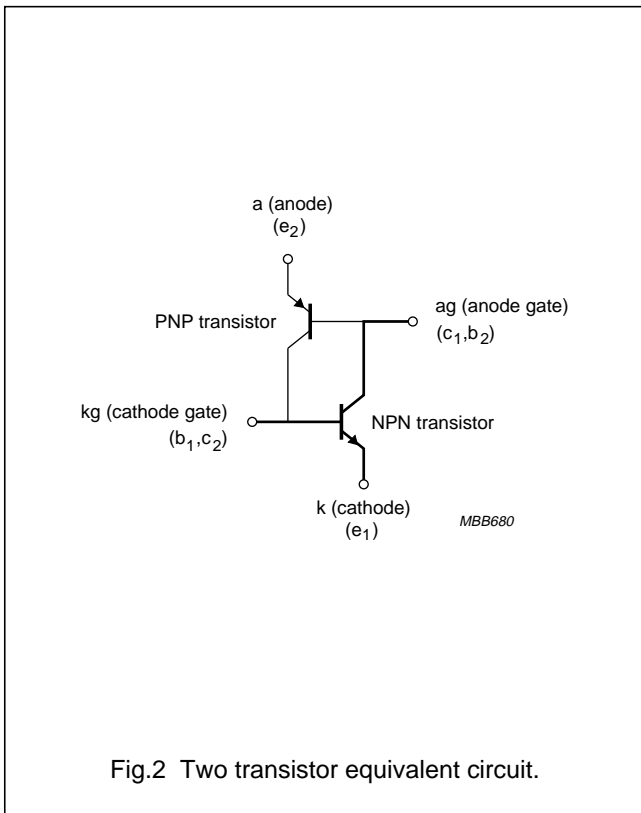 a (anode)
(e2)
PNP transistor
ag (anode gate)
(c1,b2)
kg (cathode gate)
(b1,c2)
NPN transistor
k (cathode)
(e1)
MBB680
Fig.2 Two transistor equivalent circuit.